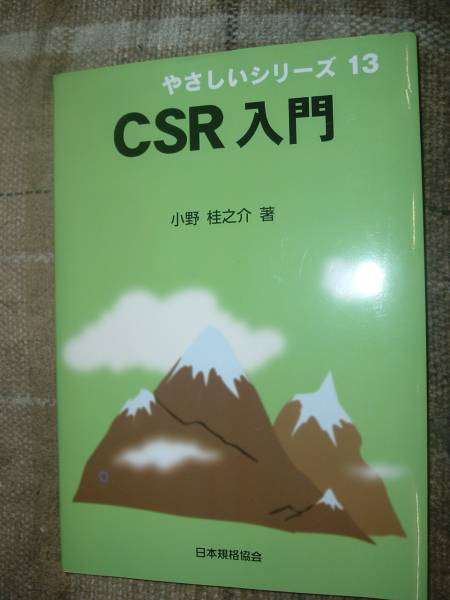 やさしいシリーズ 13
CSR 入門
小野 桂之介 著
日本規格協会